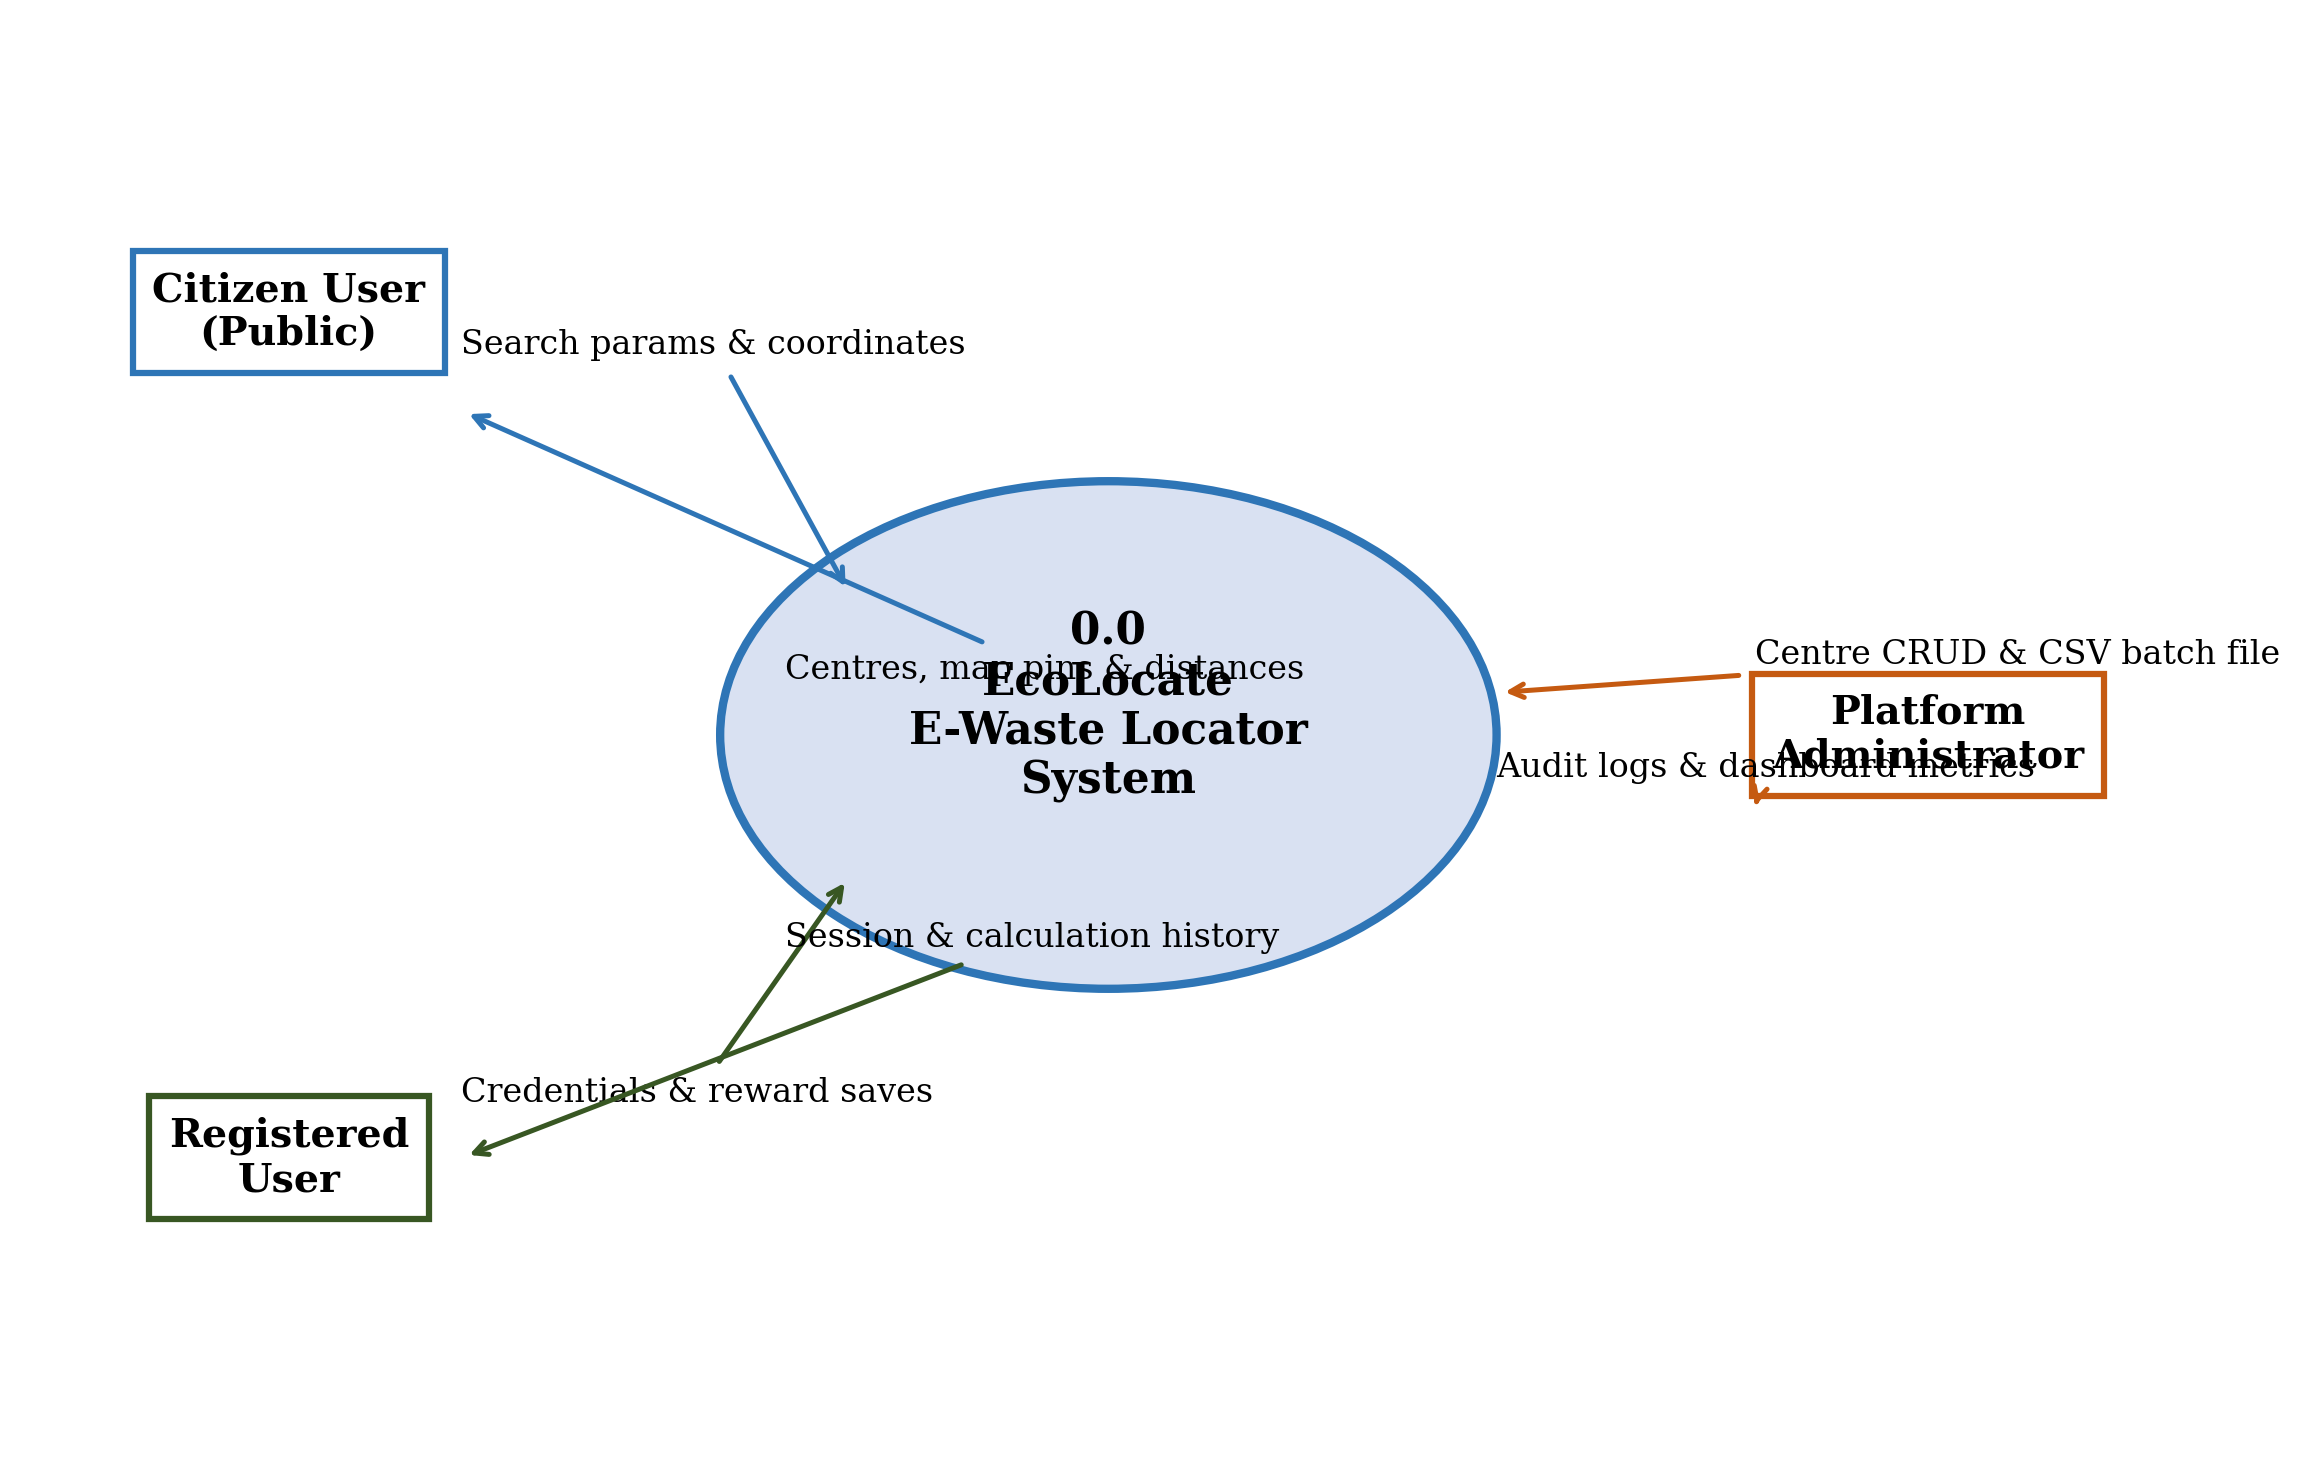 Citizen User
(Public)
Search params & coordinates
0.0
EcoLocate
E-Waste Locator
System
Centres, map pins & distances
Centre CRUD & CSV batch file
Platform
Administrator
Audit logs & dashboard metrics
Session & calculation history
Credentials & reward saves
Registered
User